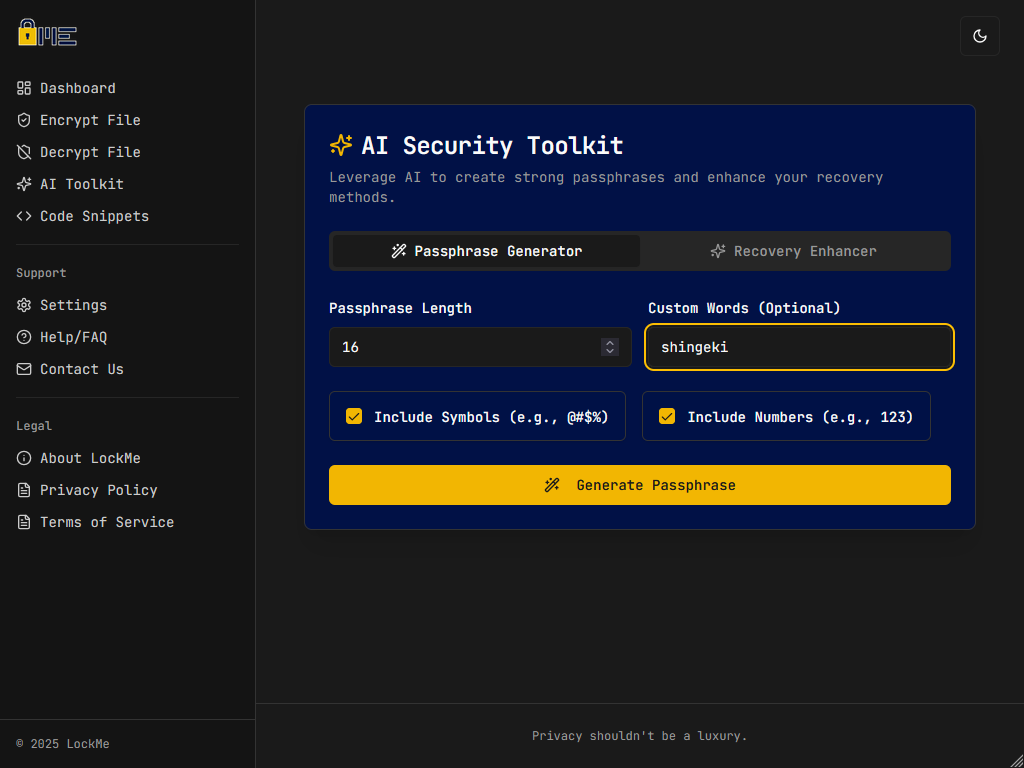 ME
Dashboard
Encrypt File
Decrypt File
AI Toolkit
Code Snippets
Support
Settings
Help/FAQ
Contact Us
Legal
About LockMe
Privacy Policy
Terms of Service
© 2025 LockMe
AI Security Toolkit
Leverage AI to create strong passphrases and enhance your recovery
methods.
Passphrase Generator
Recovery Enhancer
Passphrase Length
Custom Words (Optional)
16
shingeki
Include Symbols (e.g., @#$%)
Include Numbers (e.g., 123)
Generate Passphrase
Privacy shouldn't be a luxury.